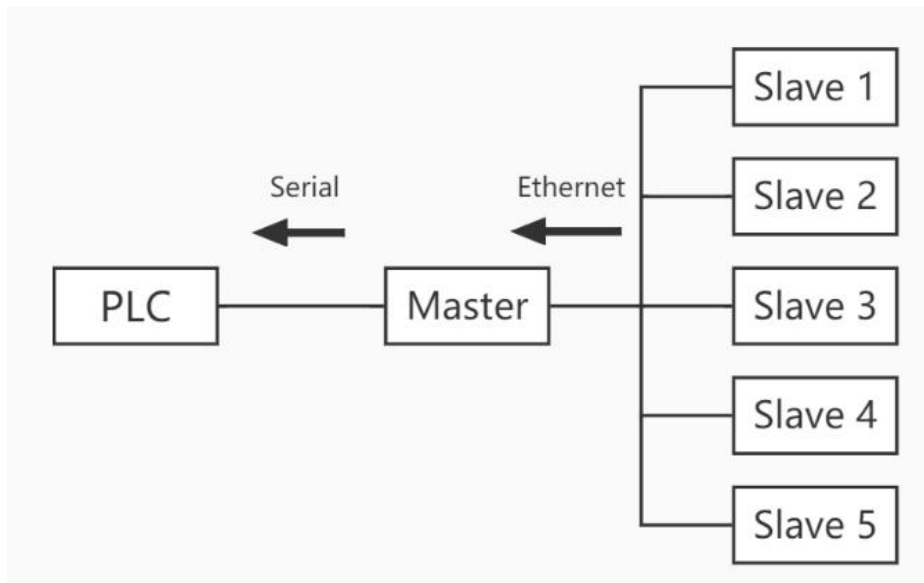 Slave 1
Slave 2
Serial
Ethernet
PLC
Master
Slave 3
Slave 4
Slave 5